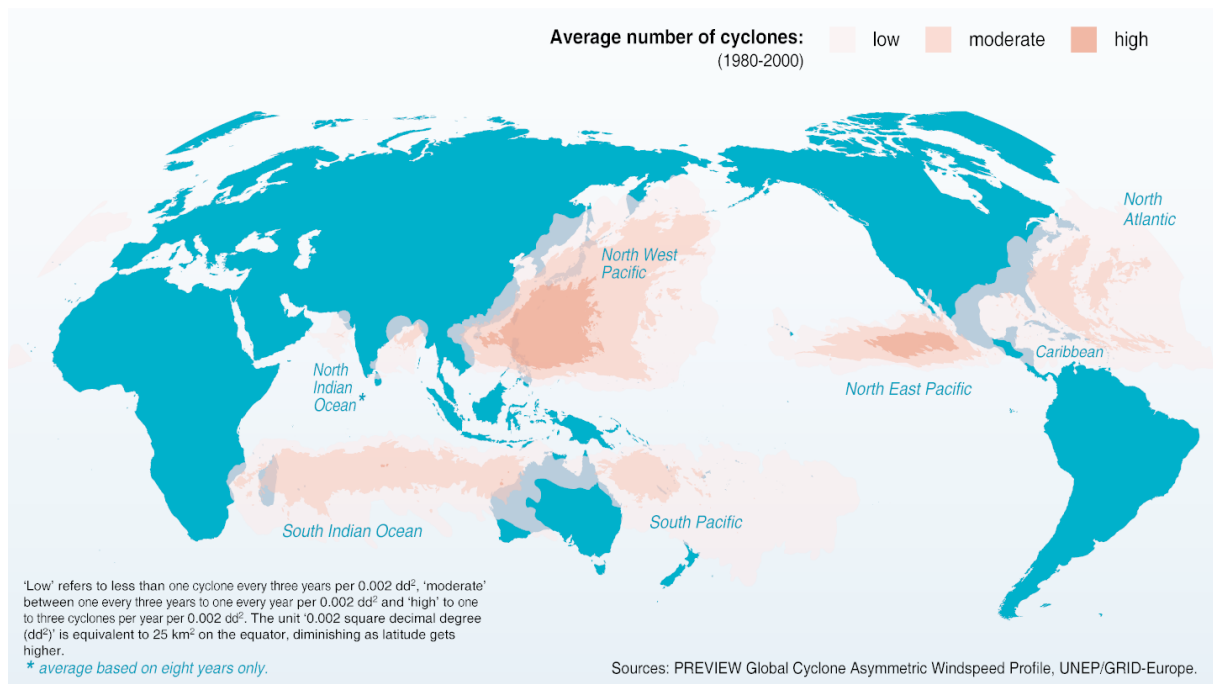 Average number of cyclones: low moderate high
(1980-2000)
North
Atlantic
North West
Pacific
Caribbean
North
Indian
Ocean*
North East Pacific
South Pacific
South Indian Ocean
‘Low’ refers to less than one cyclone every three years per 0.002 dd², ‘moderate’
between one every three years to one every year per 0.002 dd² and ‘high’ to one
to three cyclones per year per 0.002 dd². The unit ‘0.002 square decimal degree
(dd²)’ is equivalent to 25 km² on the equator, diminishing as latitude gets
higher.
* average based on eight years only.
Sources: PREVIEW Global Cyclone Asymmetric Windspeed Profile, UNEP/GRID-Europe.